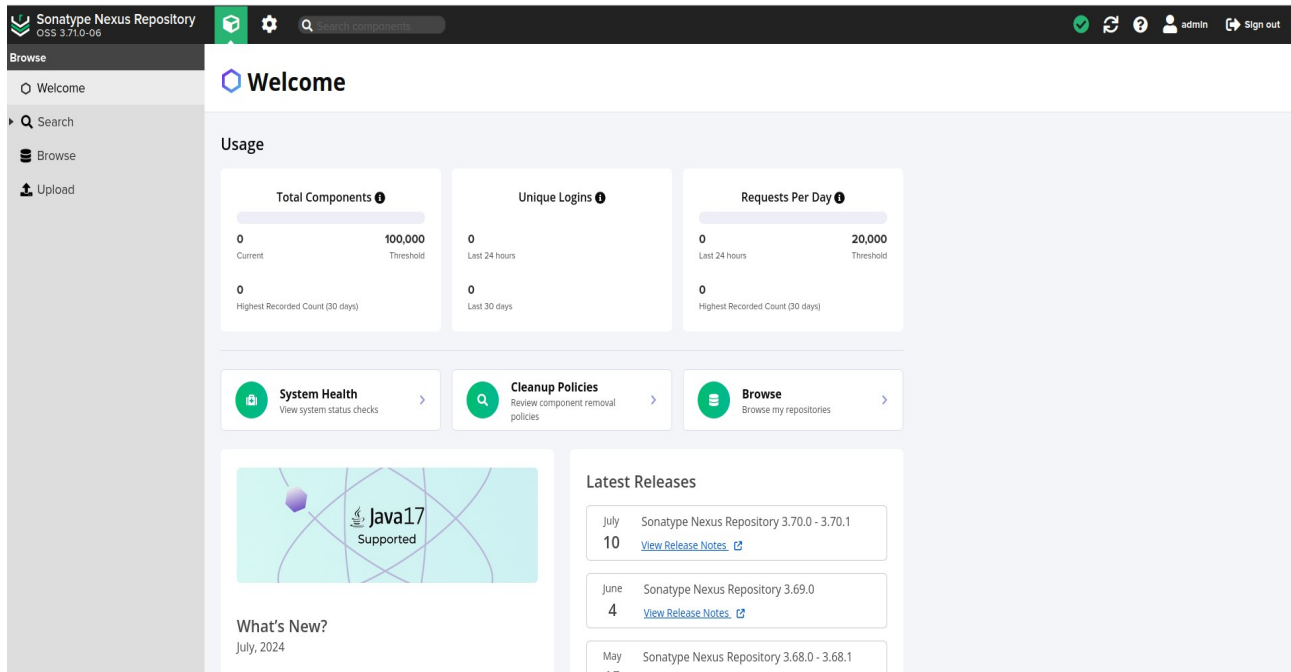 Sonatype Nexus Repository
OSS 3.71.0-06
Search components
admin
Sign out
Browse
Welcome
Search
Browse
Upload
Welcome
Usage
Total Components
0 100,000
Current Threshold
0
Highest Recorded Count (30 days)
Unique Logins
0
Last 24 hours
0
Last 30 days
Requests Per Day
0 20,000
Last 24 hours Threshold
0
Highest Recorded Count (30 days)
System Health
View system status checks
Cleanup Policies
Review component removal
policies
Browse
Browse my repositories
Java17
Supported
What's New?
July, 2024
Latest Releases
July Sonatype Nexus Repository 3.70.0 - 3.70.1
10 View Release Notes
June Sonatype Nexus Repository 3.69.0
4 View Release Notes
May Sonatype Nexus Repository 3.68.0 - 3.68.1